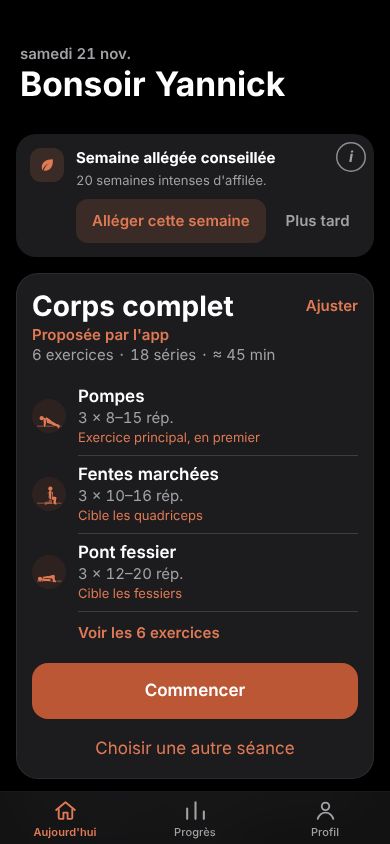 samedi 21 nov.
Bonsoir Yannick
Semaine allégée conseillée
i
20 semaines intenses d'affilée.
Alléger cette semaine
Plus tard
Corps complet
Ajuster
Proposée par l'app
6 exercices · 18 séries · ≈ 45 min
Pompes
3 × 8–15 rép.
Exercice principal, en premier
Fentes marchées
3 × 10–16 rép.
Cible les quadriceps
Pont fessier
3 × 12–20 rép.
Cible les fessiers
Voir les 6 exercices
Commencer
Choisir une autre séance
Aujourd'hui
Progrès
Profil